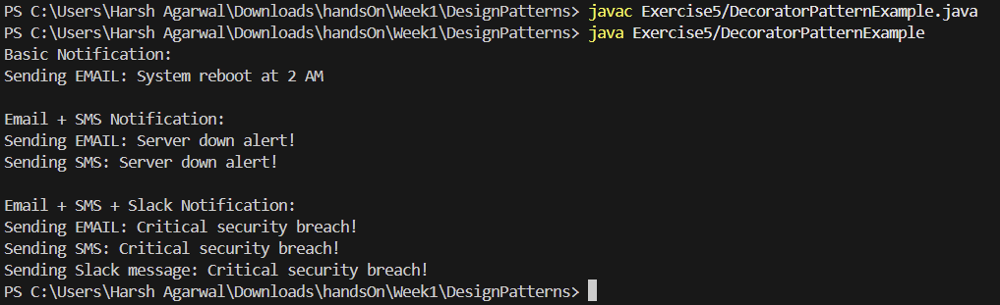 PS C:\Users\Harsh Agarwal\Downloads\handsOn\Week1\DesignPatterns> javac Exercise5/DecoratorPatternExample.java
PS C:\Users\Harsh Agarwal\Downloads\handsOn\Week1\DesignPatterns> java Exercise5/DecoratorPatternExample
Basic Notification:
Sending EMAIL: System reboot at 2 AM

Email + SMS Notification:
Sending EMAIL: Server down alert!
Sending SMS: Server down alert!

Email + SMS + Slack Notification:
Sending EMAIL: Critical security breach!
Sending SMS: Critical security breach!
Sending Slack message: Critical security breach!
PS C:\Users\Harsh Agarwal\Downloads\handsOn\Week1\DesignPatterns>